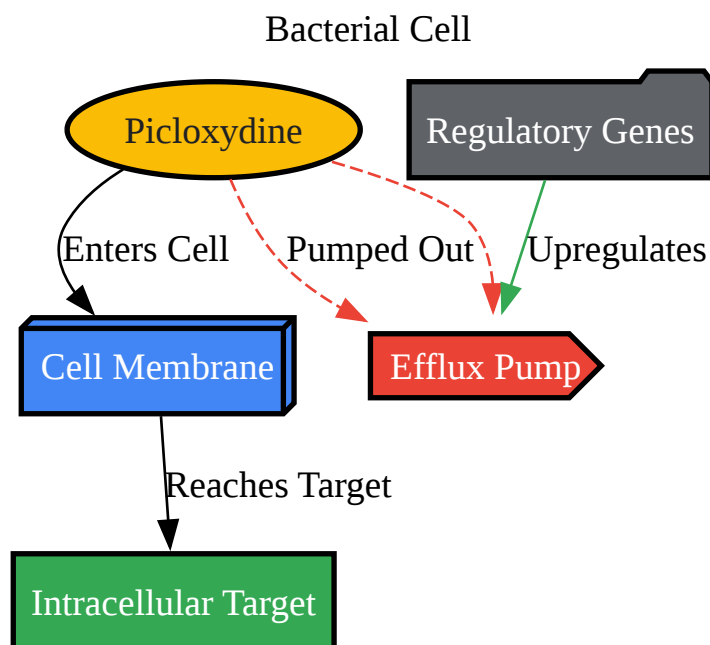 Bacterial Cell
Picloxydine
Regulatory Genes
Enters Cell
Pumped Out
Upregulates
Cell Membrane
Efflux Pump
Reaches Target
Intracellular Target